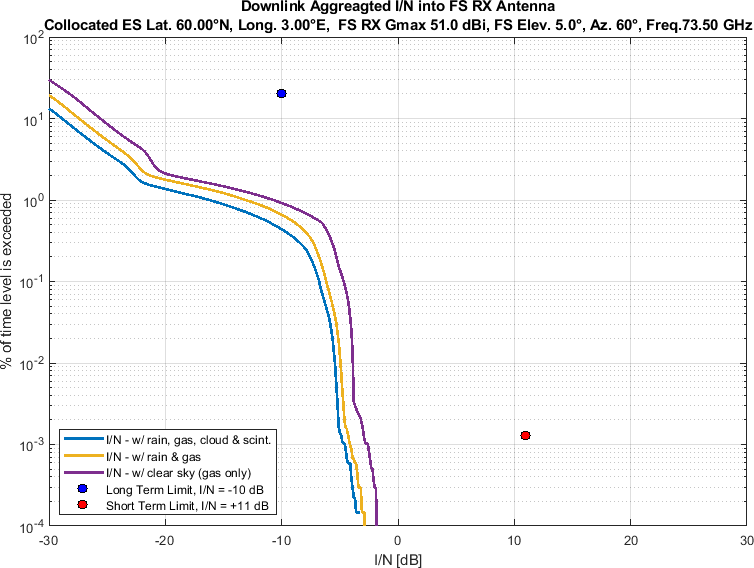 Downlink Aggreagted I/N into FS RX Antenna
Collocated ES Lat. 60.00°N, Long. 3.00°E,  FS RX Gmax 51.0 dBi, FS Elev. 5.0°, Az. 60°, Freq.73.50 GHz
% of time level is exceeded
10^2
10^1
10^0
10^-1
10^-2
10^-3
10^-4
I/N - w/ rain, gas, cloud & scint.
I/N - w/ rain & gas
I/N - w/ clear sky (gas only)
Long Term Limit, I/N = -10 dB
Short Term Limit, I/N = +11 dB
-30 -20 -10 0 10 20 30
I/N [dB]